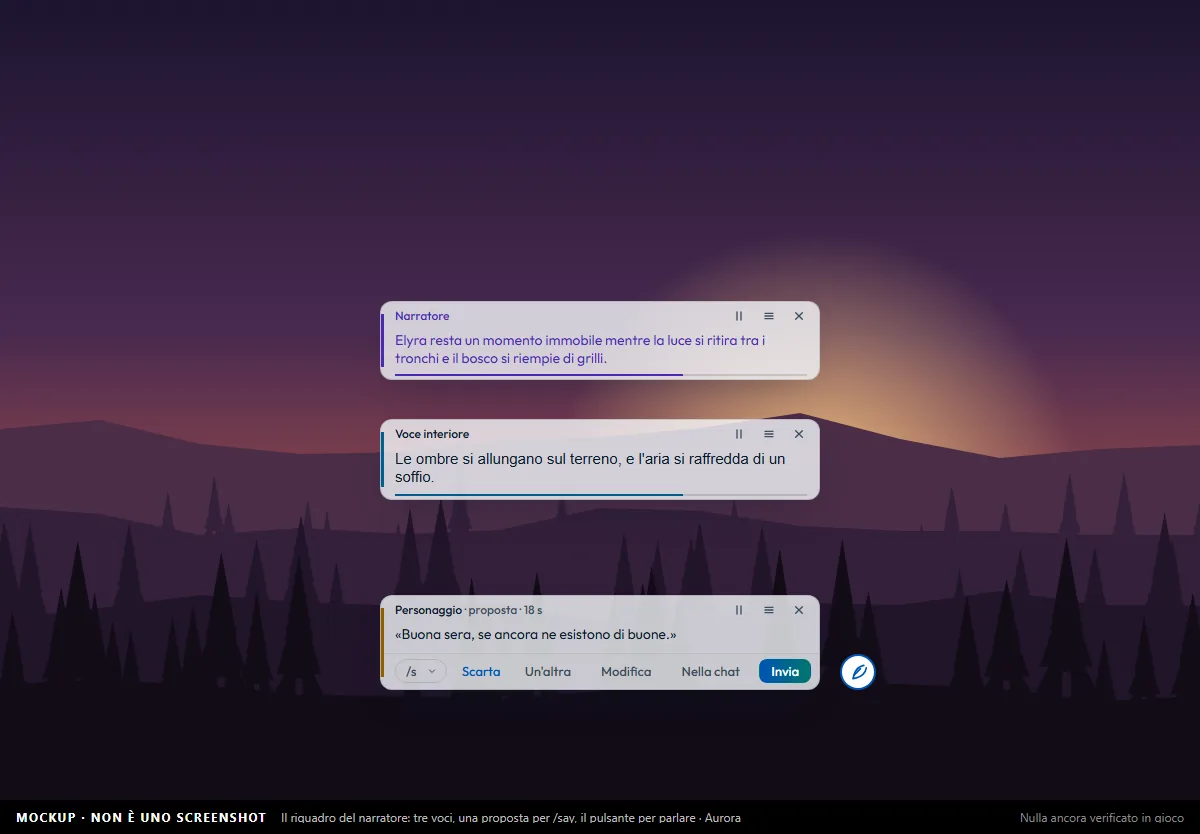 Narratore
Elyra resta un momento immobile mentre la luce si ritira tra i
tronchi e il bosco si riempie di grilli.
Voce interiore
Le ombre si allungano sul terreno, e l'aria si raffredda di un
soffio.
Personaggio · proposta · 18 s
«Buona sera, se ancora ne esistono di buone.»
/s Scarta Un'altra Modifica Nella chat Invia
MOCKUP · NON È UNO SCREENSHOT Il riquadro del narratore: tre voci, una proposta per /say, il pulsante per parlare · Aurora Nulla ancora verificato in gioco